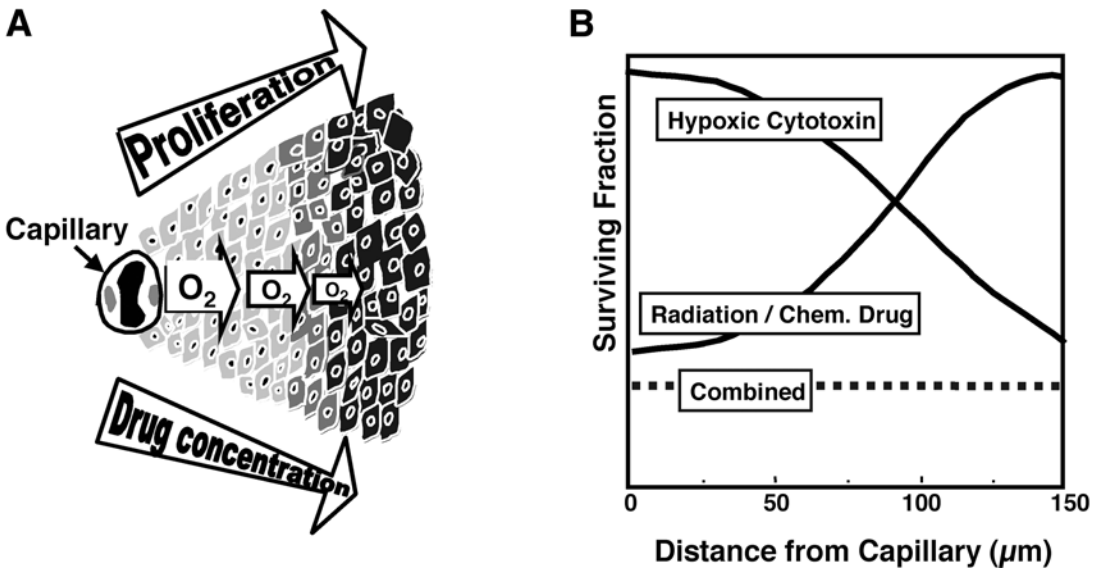 A
Proliferation
Capillary
O2
O2
O2
Drug concentration
B
Surviving Fraction
Hypoxic Cytotoxin
Radiation / Chem. Drug
Combined
0 50 100 150
Distance from Capillary (µm)